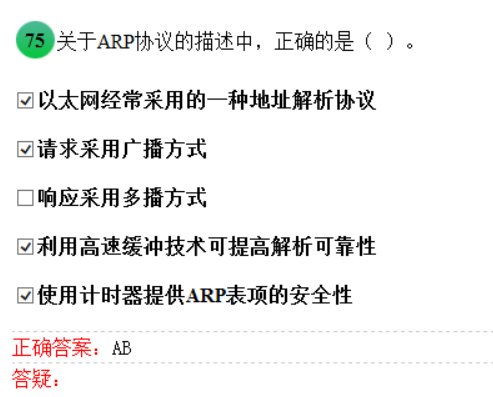 75 关于ARP协议的描述中，正确的是（ ）。
以太网经常采用的一种地址解析协议
请求采用广播方式
响应采用多播方式
利用高速缓冲技术可提高解析可靠性
使用计时器提供ARP表项的安全性
正确答案：AB
答疑：